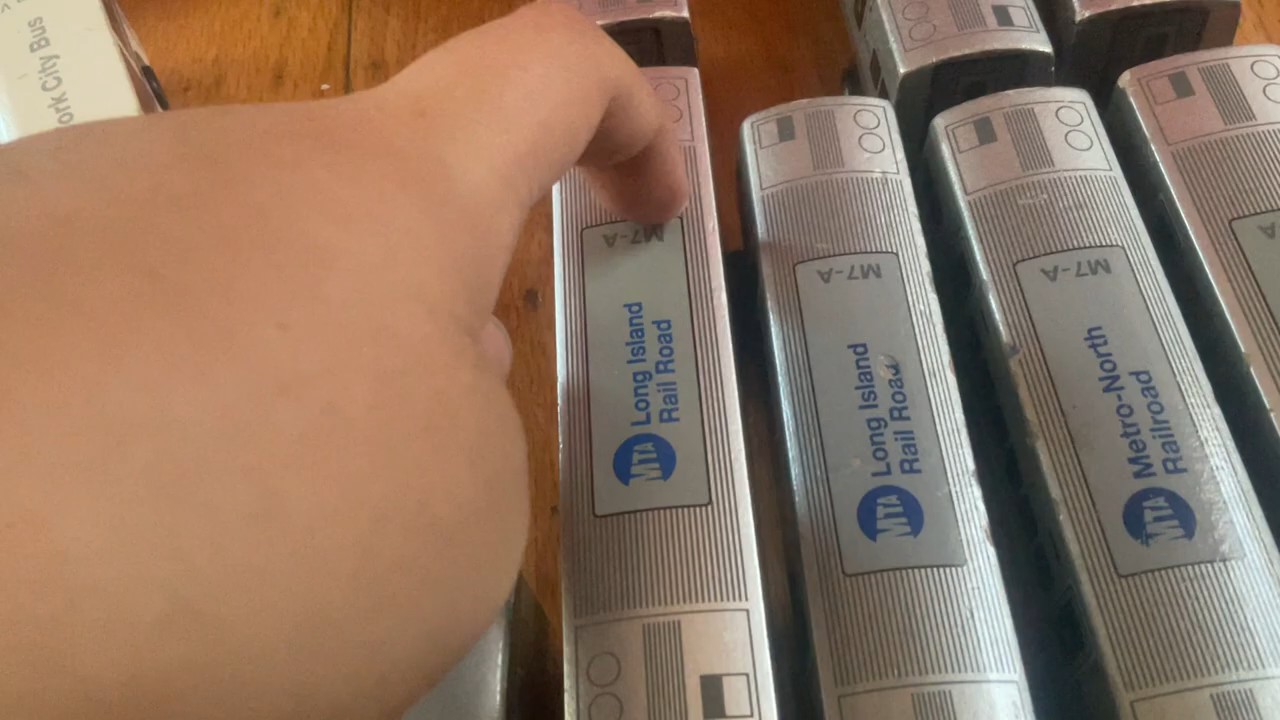 ork City Bus
M7-A
MTA
Long Island
Rail Road
M7-A
MTA
Long Island
Rail Road
M7-A
MTA
Metro-North
Railroad
A